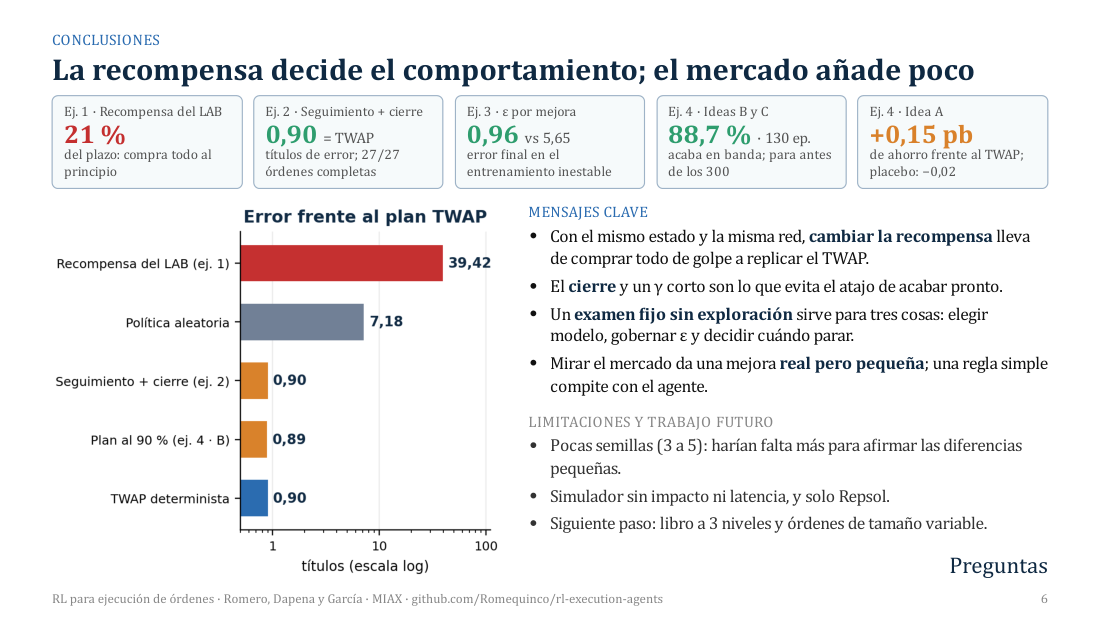 CONCLUSIONES
La recompensa decide el comportamiento; el mercado añade poco
Ej. 1 · Recompensa del LAB
21 %
del plazo: compra todo al
principio
Ej. 2 · Seguimiento + cierre
0,90 = TWAP
títulos de error; 27/27
órdenes completas
Ej. 3 · ε por mejora
0,96 vs 5,65
error final en el
entrenamiento inestable
Ej. 4 · Ideas B y C
88,7 % · 130 ep.
acaba en banda; para antes
de los 300
Ej. 4 · Idea A
+0,15 pb
de ahorro frente al TWAP;
placebo: −0,02
Error frente al plan TWAP
Recompensa del LAB (ej. 1)
39,42
Política aleatoria
7,18
Seguimiento + cierre (ej. 2)
0,90
Plan al 90 % (ej. 4 · B)
0,89
TWAP determinista
0,90
1 10 100
títulos (escala log)
MENSAJES CLAVE
• Con el mismo estado y la misma red, cambiar la recompensa lleva
de comprar todo de golpe a replicar el TWAP.
• El cierre y un γ corto son lo que evita el atajo de acabar pronto.
• Un examen fijo sin exploración sirve para tres cosas: elegir
modelo, gobernar ε y decidir cuándo parar.
• Mirar el mercado da una mejora real pero pequeña; una regla simple
compite con el agente.
LIMITACIONES Y TRABAJO FUTURO
• Pocas semillas (3 a 5): harían falta más para afirmar las diferencias
pequeñas.
• Simulador sin impacto ni latencia, y solo Repsol.
• Siguiente paso: libro a 3 niveles y órdenes de tamaño variable.
Preguntas
RL para ejecución de órdenes · Romero, Dapena y García · MIAX · github.com/Romequinco/rl-execution-agents
6